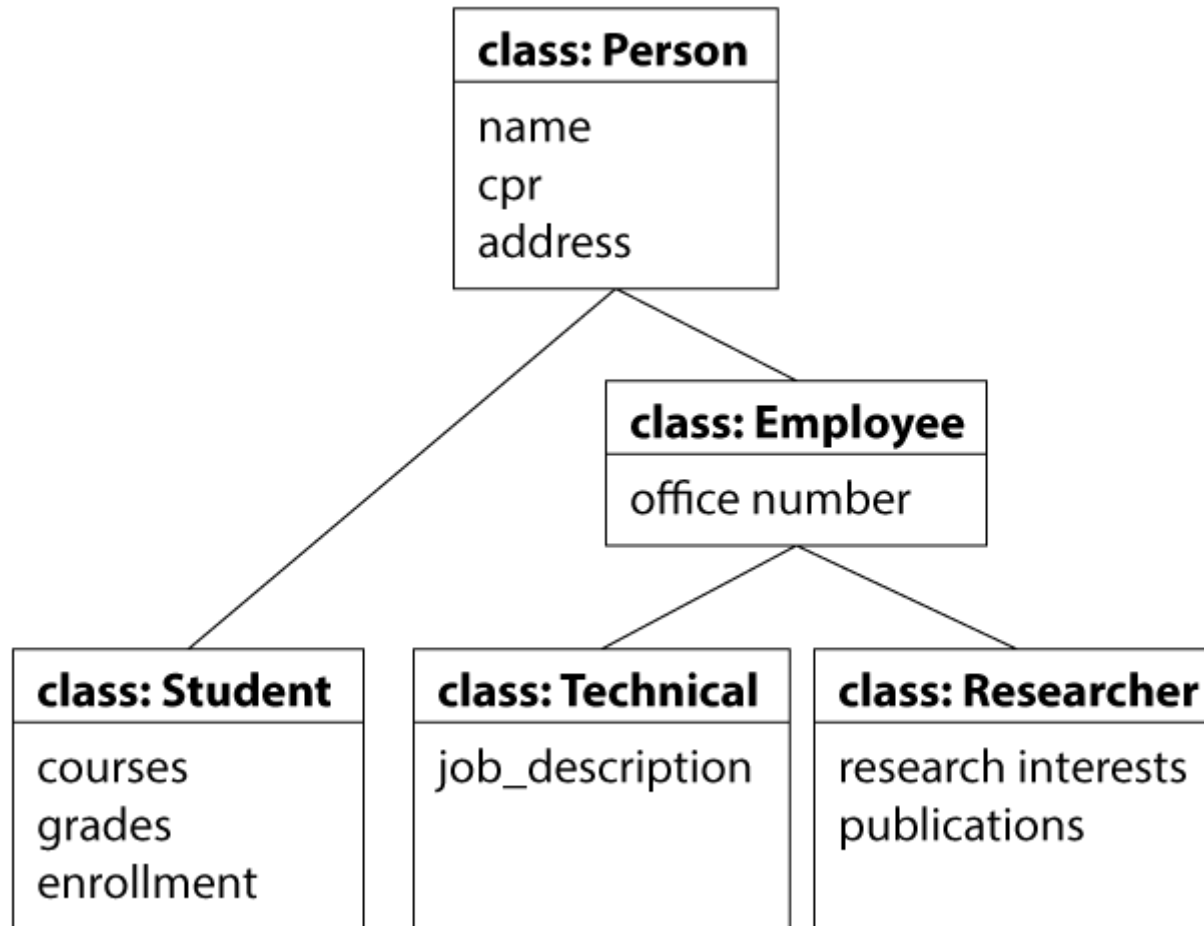 class: Person
name
cpr
address
class: Employee
office number
class: Student
courses
grades
enrollment
class: Technical
job_description
class: Researcher
research interests
publications